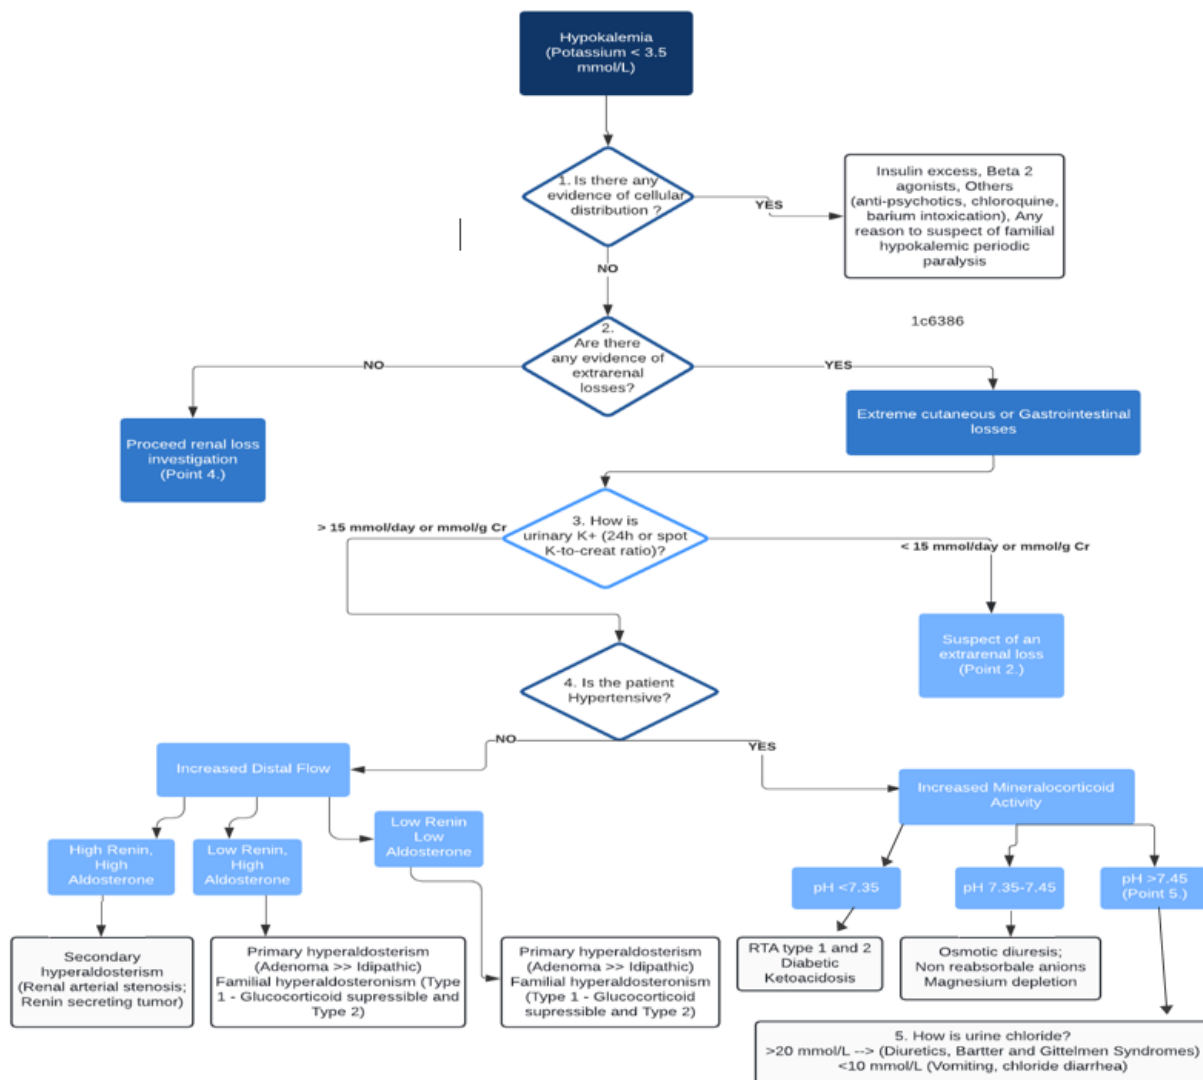 Hypokalemia
(Potassium < 3.5
mmol/L)
1. Is there any
evidence of cellular
distribution ?
YES
Insulin excess, Beta 2
agonists, Others
(anti-psychotics, chloroquine,
barium intoxication), Any
reason to suspect of familial
hypokalemic periodic
paralysis
NO
1c6386
2.
Are there
any evidence of
extrarenal
losses?
NO
YES
Proceed renal loss
investigation
(Point 4.)
Extreme cutaneous or Gastrointestinal
losses
3. How is
urinary K+ (24h or spot
K-to-creat ratio)?
> 15 mmol/day or mmol/g Cr
< 15 mmol/day or mmol/g Cr
Suspect of an
extrarenal loss
(Point 2.)
4. Is the patient
Hypertensive?
NO
YES
Increased Distal Flow
Increased Mineralocorticoid
Activity
High Renin,
High
Aldosterone
Low Renin,
High
Aldosterone
Low Renin
Low
Aldosterone
pH <7.35
pH 7.35-7.45
pH >7.45
(Point 5.)
Secondary
hyperaldosterism
(Renal arterial stenosis;
Renin secreting tumor)
Primary hyperaldosterism
(Adenoma >> Idipathic)
Familial hyperaldosteronism (Type
1 - Glucocorticoid supressible and
Type 2)
Primary hyperaldosterism
(Adenoma >> Idipathic)
Familial hyperaldosteronism
(Type 1 - Glucocorticoid
supressible and Type 2)
RTA type 1 and 2
Diabetic
Ketoacidosis
Osmotic diuresis;
Non reabsorbale anions
Magnesium depletion
5. How is urine chloride?
>20 mmol/L --> (Diuretics, Bartter and Gittelmen Syndromes)
<10 mmol/L (Vomiting, chloride diarrhea)